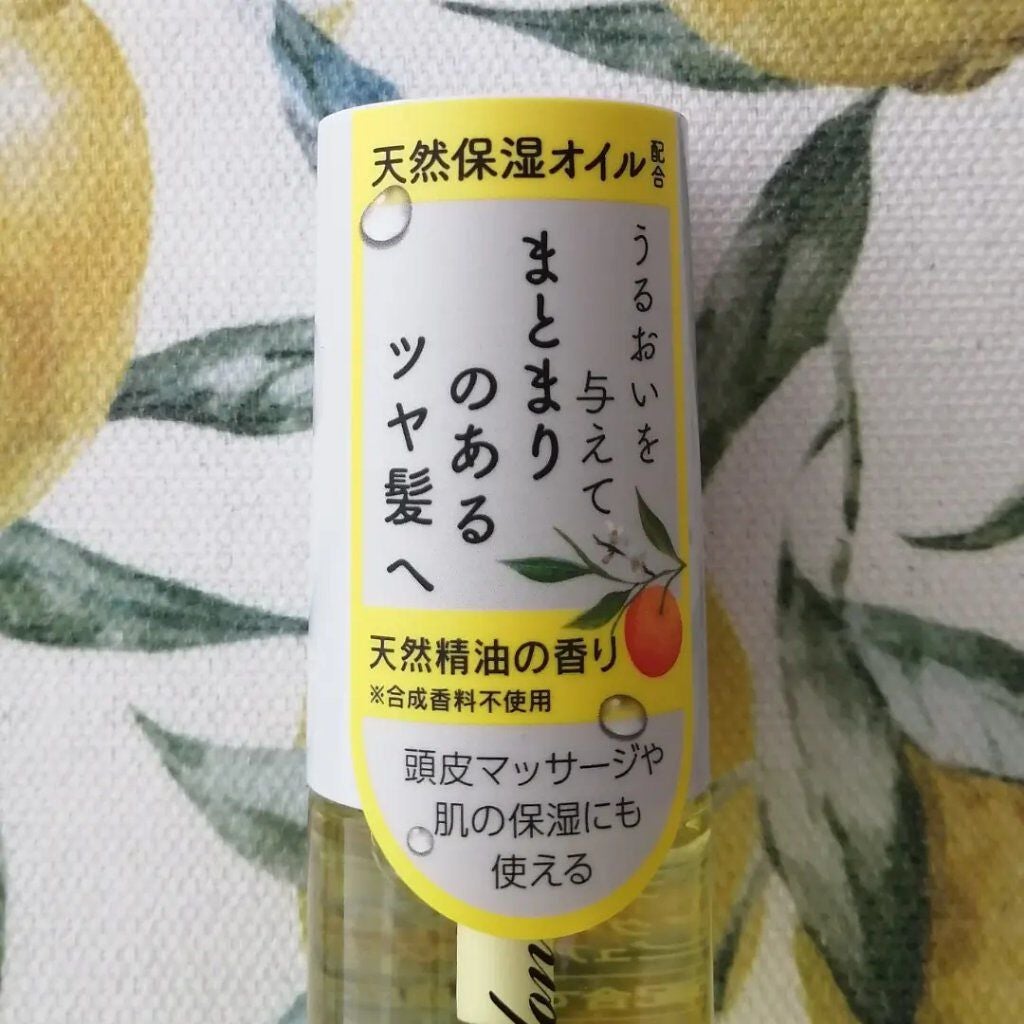 天然保湿オイル配合
うるおいを
与えて
まとまり
のある
ツヤ髪へ
天然精油の香り
※合成香料不使用
頭皮マッサージや
肌の保湿にも
使える